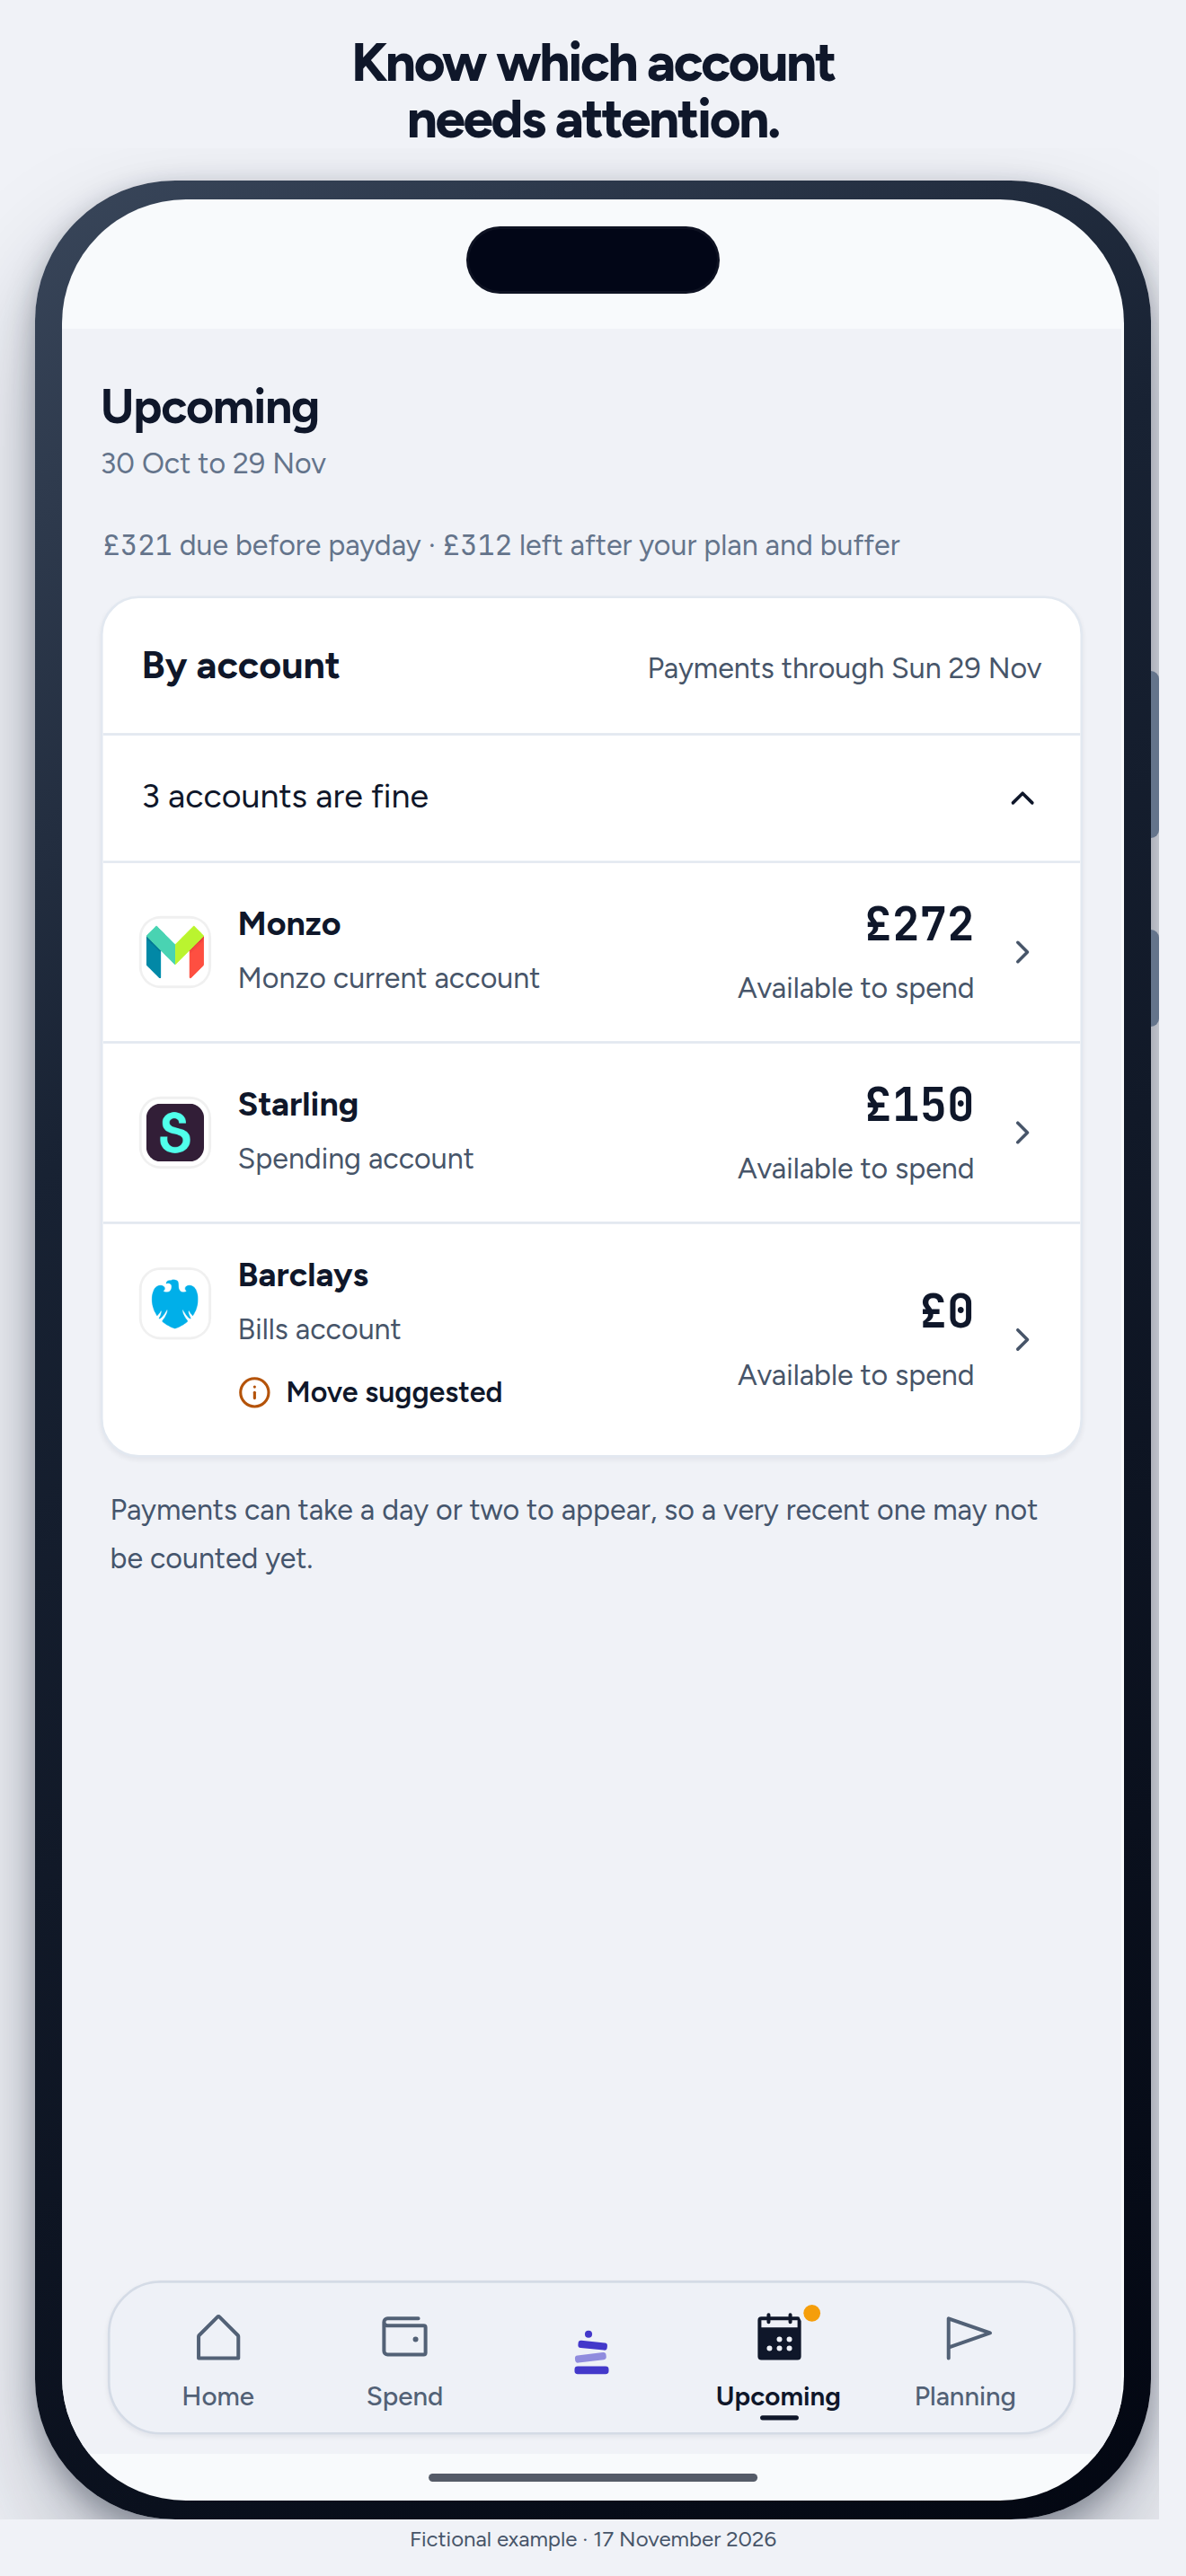 Know which account
needs attention.
Upcoming
30 Oct to 29 Nov
£321 due before payday · £312 left after your plan and buffer
By account
Payments through Sun 29 Nov
3 accounts are fine
Monzo
Monzo current account
£272
Available to spend
S
Starling
Spending account
£150
Available to spend
Barclays
Bills account
Move suggested
£0
Available to spend
Payments can take a day or two to appear, so a very recent one may not
be counted yet.
Home
Spend
Upcoming
Planning
Fictional example · 17 November 2026